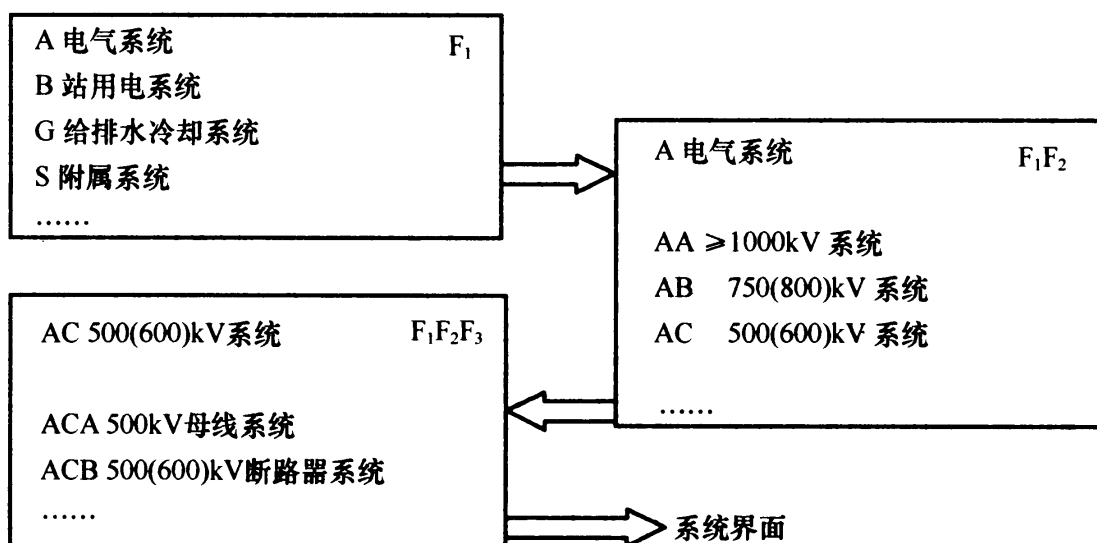 A 电气系统 F₁
B 站用电系统
G 给排水冷却系统
S 附属系统
……
A 电气系统 F₁F₂
AA ≥1000kV 系统
AB 750(800)kV 系统
AC 500(600)kV 系统
……
AC 500(600)kV系统 F₁F₂F₃
ACA 500kV母线系统
ACB 500(600)kV断路器系统
……
系统界面